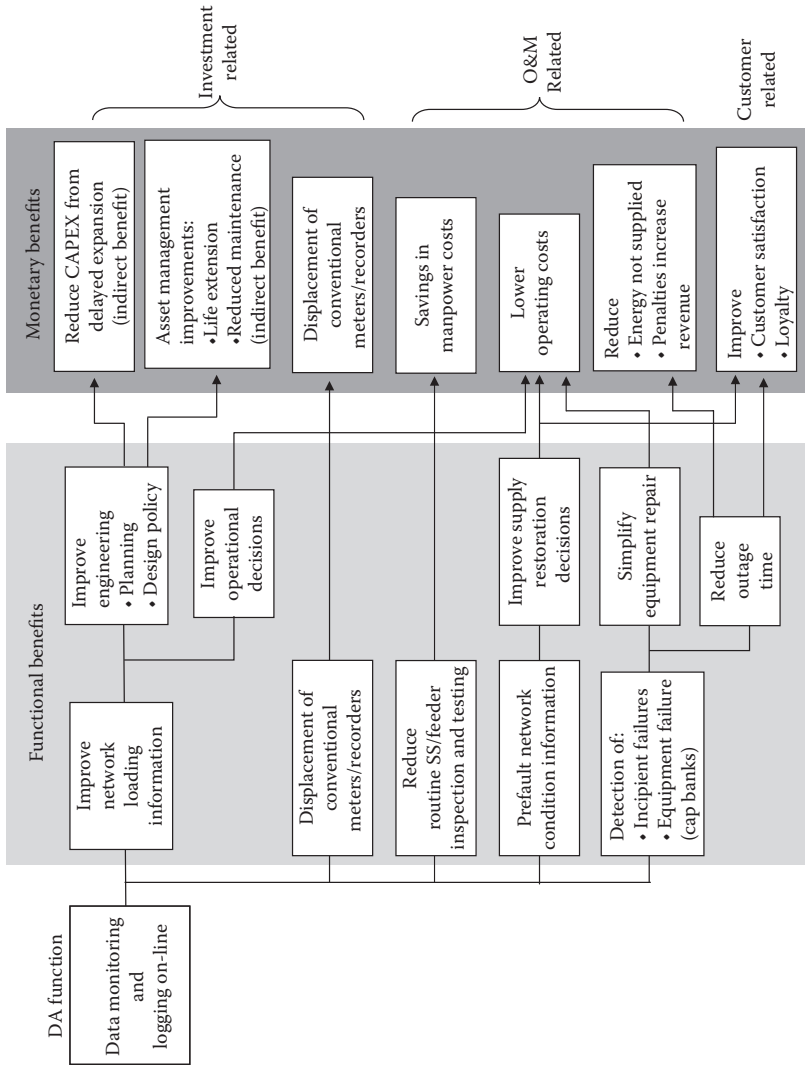 DA function
Data monitoring
and
logging on-line
Functional benefits
Improve
network
loading
information
Displacement of
conventional
meters/recorders
Reduce
routine SS/feeder
inspection and testing
Prefault network
condition information
Detection of:
• Incipient failures
• Equipment failure
(cap banks)
Improve
engineering
• Planning
• Design policy
Improve
operational
decisions
Improve supply
restoration
decisions
Simplify
equipment repair
Reduce
outage
time
Monetary benefits
Reduce CAPEX from
delayed expansion
(indirect benefit)
Asset management
improvements:
• Life extension
• Reduced maintenance
(indirect benefit)
Displacement of
conventional
meters/recorders
Savings in
manpower costs
Lower
operating costs
Reduce
• Energy not supplied
• Penalties increase
revenue
Improve
• Customer satisfaction
• Loyalty
Investment
related
O&M
Related
Customer
related